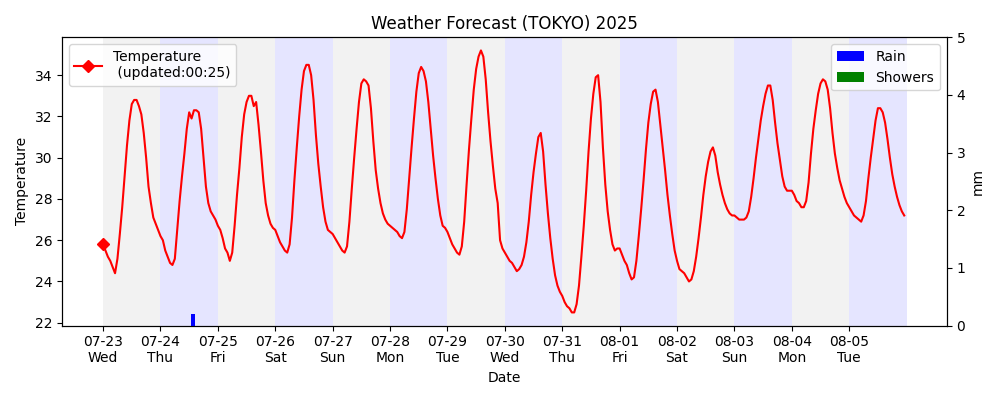 Weather Forecast (TOKYO) 2025
Temperature
(updated:00:25)
Rain
Showers
Temperature
34
32
30
28
26
24
22
5
4
3
2
1
0
mm
07-23 07-24 07-25 07-26 07-27 07-28 07-29 07-30 07-31 08-01 08-02 08-03 08-04 08-05
Wed Thu Fri Sat Sun Mon Tue Wed Thu Fri Sat Sun Mon Tue
Date